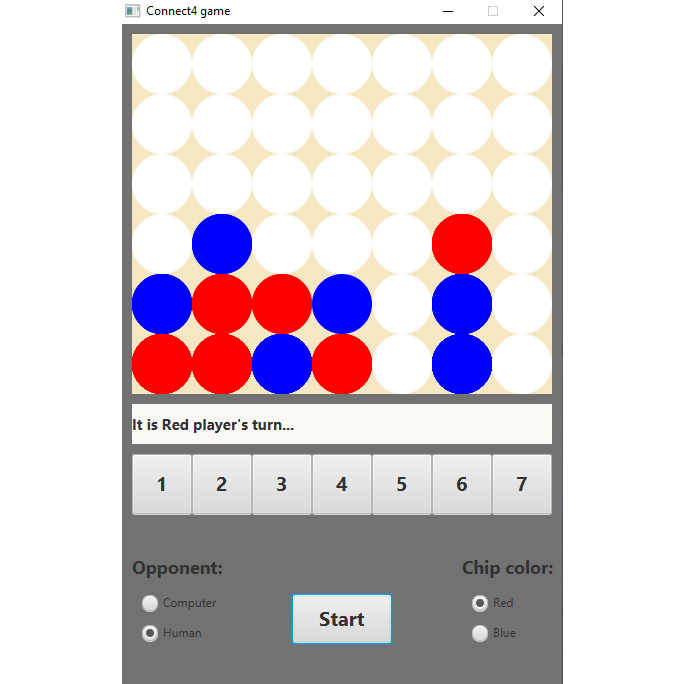 Connect4 game
It is Red player's turn...
1 2 3 4 5 6 7
Opponent: Chip color:
Computer Red
Start
Human Blue